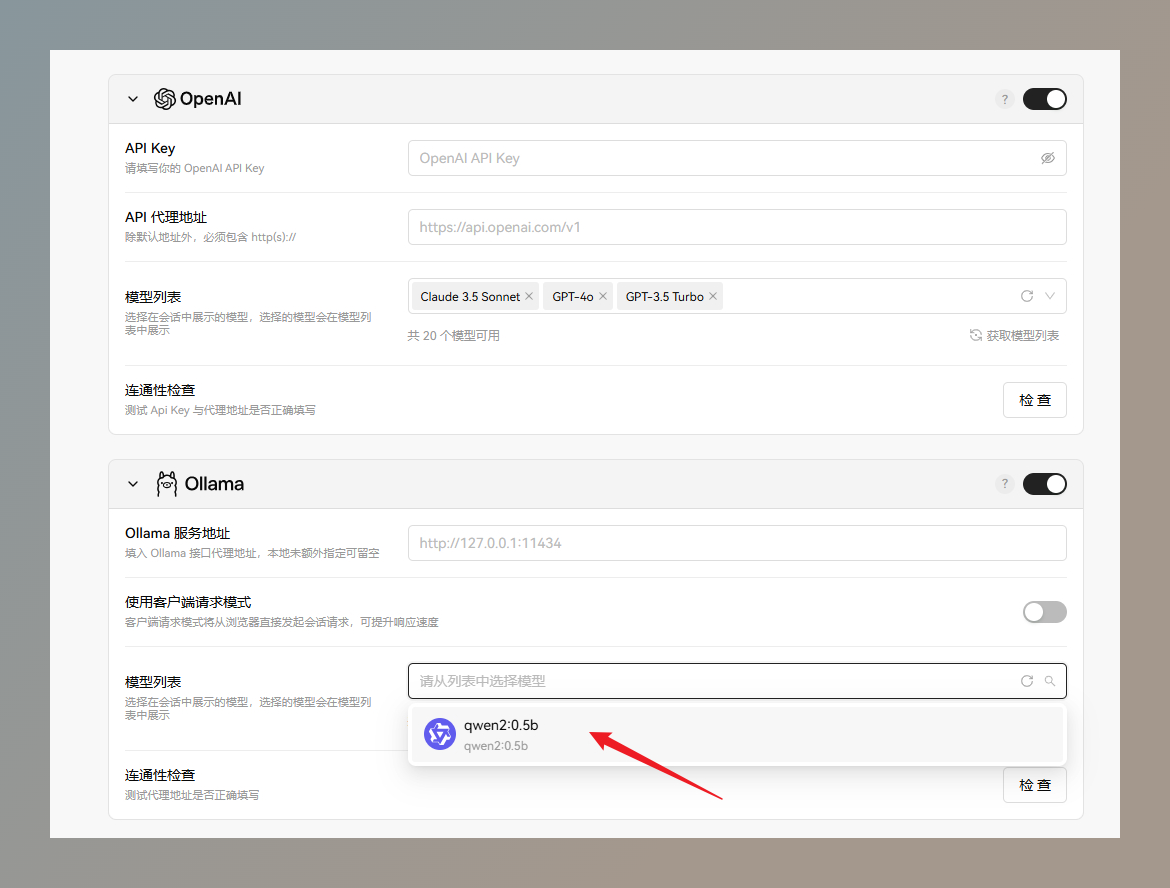 OpenAI
?
API Key
请填写你的 OpenAI API Key
OpenAI API Key
API 代理地址
除默认地址外，必须包含 http(s)://
https://api.openai.com/v1
模型列表
选择在会话中展示的模型，选择的模型会在模型列
表中展示
Claude 3.5 Sonnet × GPT-4o × GPT-3.5 Turbo ×
共 20 个模型可用
获取模型列表
连通性检查
测试 Api Key 与代理地址是否正确填写
检 查
Ollama
?
Ollama 服务地址
填入 Ollama 接口代理地址，本地未额外指定可留空
http://127.0.0.1:11434
使用客户端请求模式
客户端请求模式将从浏览器直接发起会话请求，可提升响应速度
模型列表
选择在会话中展示的模型，选择的模型会在模型列
表中展示
请从列表中选择模型
qwen2:0.5b
qwen2:0.5b
连通性检查
测试代理地址是否正确填写
检 查